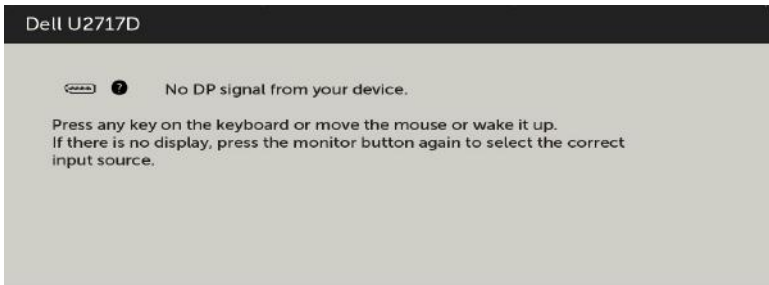 Dell U2717D
No DP signal from your device.
Press any key on the keyboard or move the mouse or wake it up.
If there is no display, press the monitor button again to select the correct
input source.